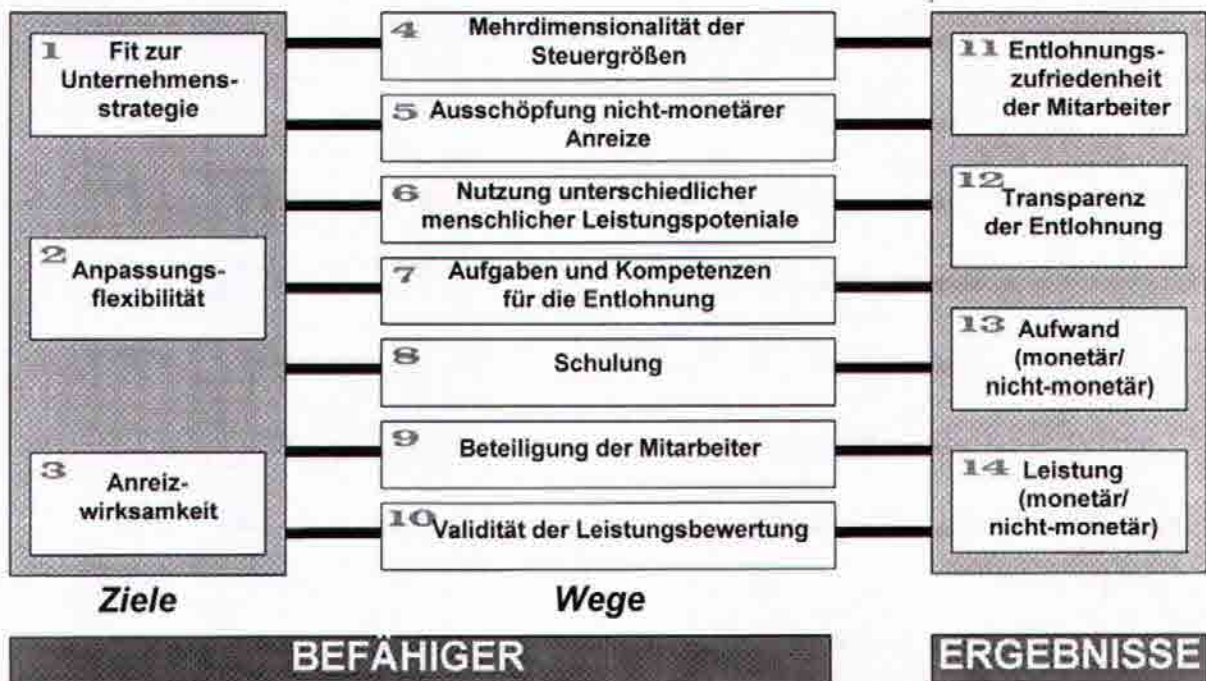 1 Fit zur
Unternehmens-
strategie
2 Anpassungs-
flexibilität
3 Anreiz-
wirksamkeit
Ziele
4 Mehrdimensionalität der
Steuergrößen
5 Ausschöpfung nicht-monetärer
Anreize
6 Nutzung unterschiedlicher
menschlicher Leistungspoteniale
7 Aufgaben und Kompetenzen
für die Entlohnung
8 Schulung
9 Beteiligung der Mitarbeiter
10 Validität der Leistungsbewertung
Wege
11 Entlohnungs-
zufriedenheit
der Mitarbeiter
12 Transparenz
der Entlohnung
13 Aufwand
(monetär/
nicht-monetär)
14 Leistung
(monetär/
nicht-monetär)
BEFÄHIGER
ERGEBNISSE